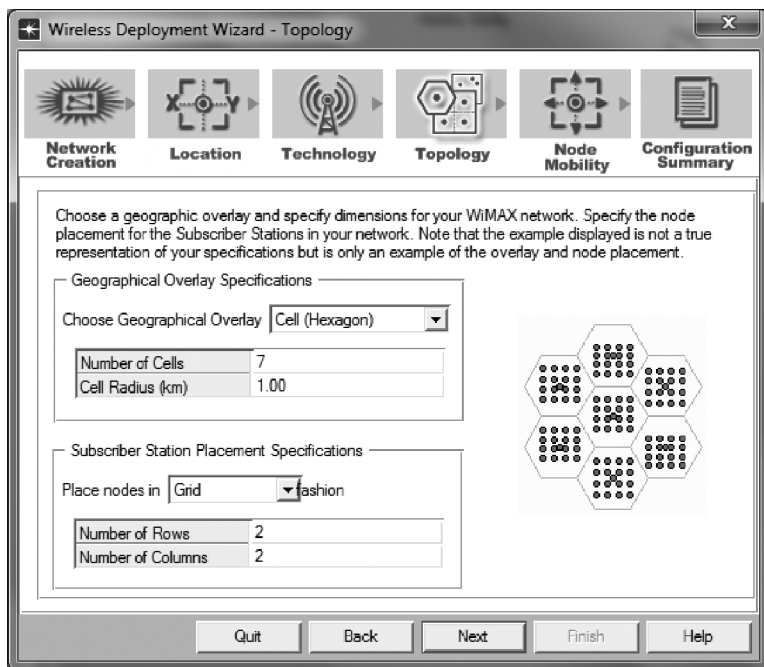 Wireless Deployment Wizard - Topology
X
X Y
Network Creation
Location
Technology
Topology
Node Mobility
Configuration Summary
Choose a geographic overlay and specify dimensions for your WiMAX network. Specify the node
placement for the Subscriber Stations in your network. Note that the example displayed is not a true
representation of your specifications but is only an example of the overlay and node placement.
Geographical Overlay Specifications
Choose Geographical Overlay Cell (Hexagon)
Number of Cells 7
Cell Radius (km) 1.00
Subscriber Station Placement Specifications
Place nodes in Grid fashion
Number of Rows 2
Number of Columns 2
Quit Back Next Finish Help